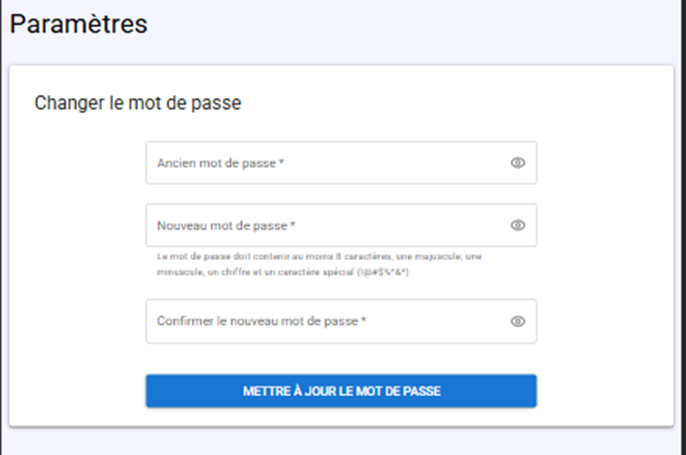 Paramètres
Changer le mot de passe
Ancien mot de passe *
Nouveau mot de passe *
Le mot de passe doit contenir au moins 8 caractères, une majuscule, une
minuscule, un chiffre et un caractère spécial (!@#$%^&*)
Confirmer le nouveau mot de passe *
METTRE À JOUR LE MOT DE PASSE